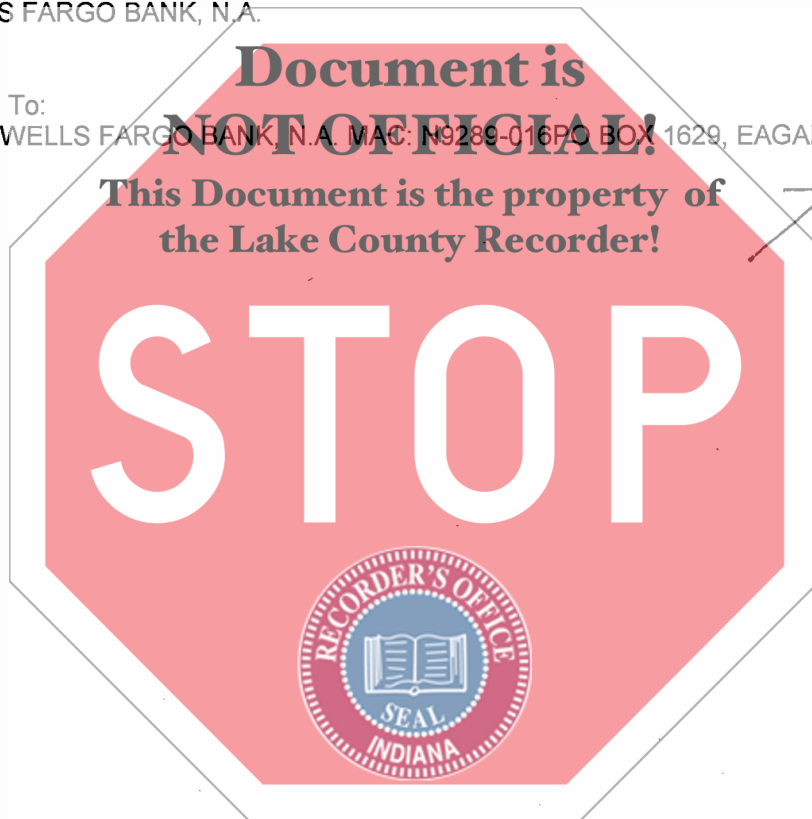 S FARGO BANK, N.A.
Document is
To:
NOT OFFICIAL!
WELLS FARGO BANK, N.A. MAC: N9289-016PO BOX 1629, EAGA
This Document is the property of
the Lake County Recorder!
STOP
RECORDER'S OFFICE
SEAL
INDIANA